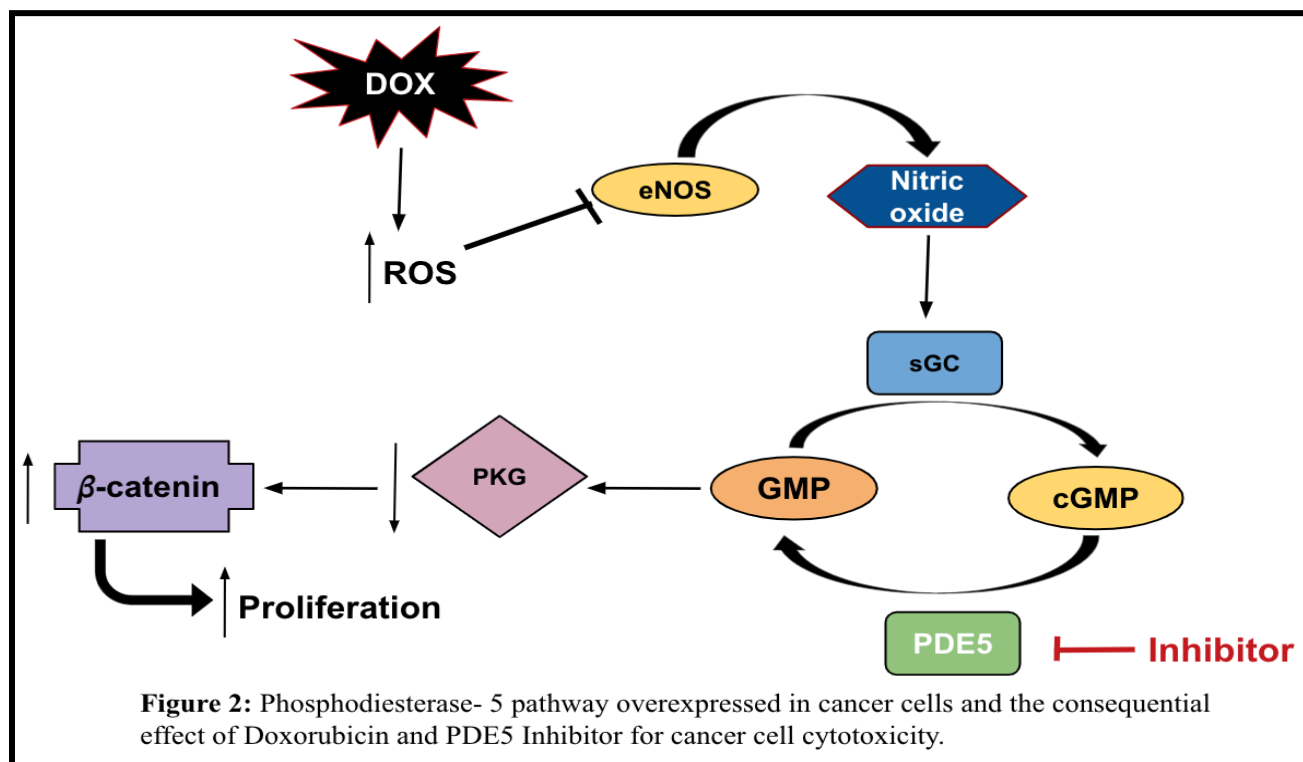 DOX
eNOS
Nitric
oxide
ROS
sGC
β-catenin
PKG
GMP
cGMP
Proliferation
PDE5
Inhibitor
Figure 2: Phosphodiesterase- 5 pathway overexpressed in cancer cells and the consequential
effect of Doxorubicin and PDE5 Inhibitor for cancer cell cytotoxicity.